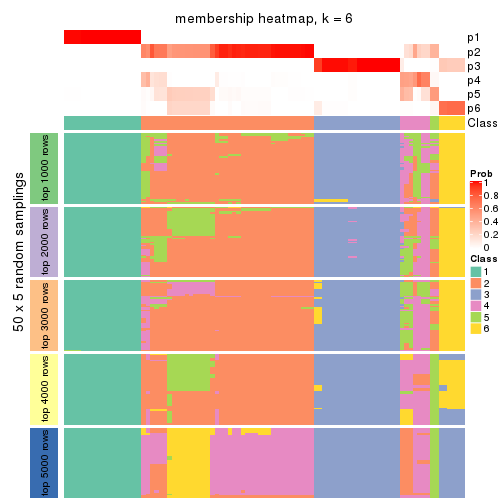 membership heatmap, k = 6
p1
p2
p3
p4
p5
p6
Class
50 x 5 random samplings
top 1000 rows
top 2000 rows
top 3000 rows
top 4000 rows
top 5000 rows
Prob
1
0.8
0.6
0.4
0.2
0
Class
1
2
3
4
5
6